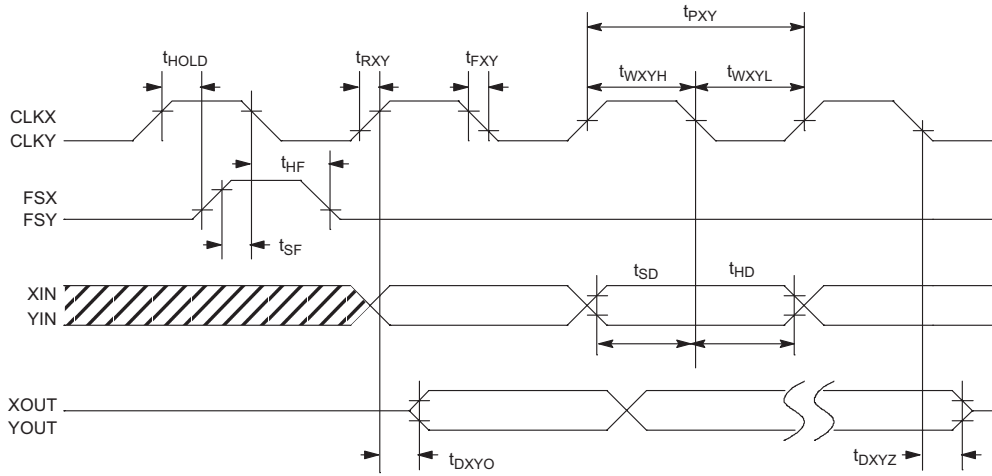 tPXY
tHOLD
tRXY
tFXY
tWXYH
tWXYL
CLKX
CLKY
tHF
FSX
FSY
tSF
tSD
tHD
XIN
YIN
XOUT
YOUT
tDXYO
tDXYZ